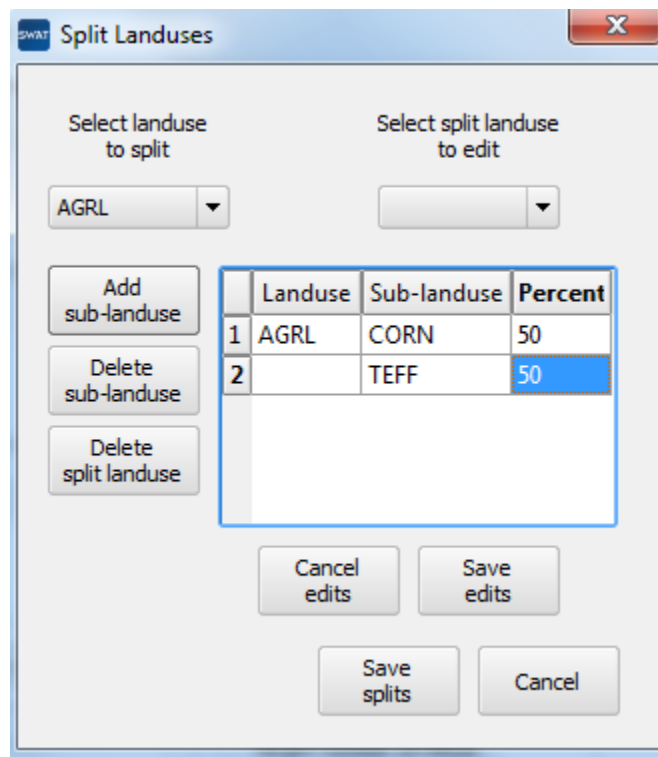 SWAT Split Landuses
X
Select landuse
to split
Select split landuse
to edit
AGRL
Add
sub-landuse
Delete
sub-landuse
Delete
split landuse
Landuse Sub-landuse Percent
1 AGRL CORN 50
2 TEFF 50
Cancel
edits
Save
edits
Save
splits
Cancel